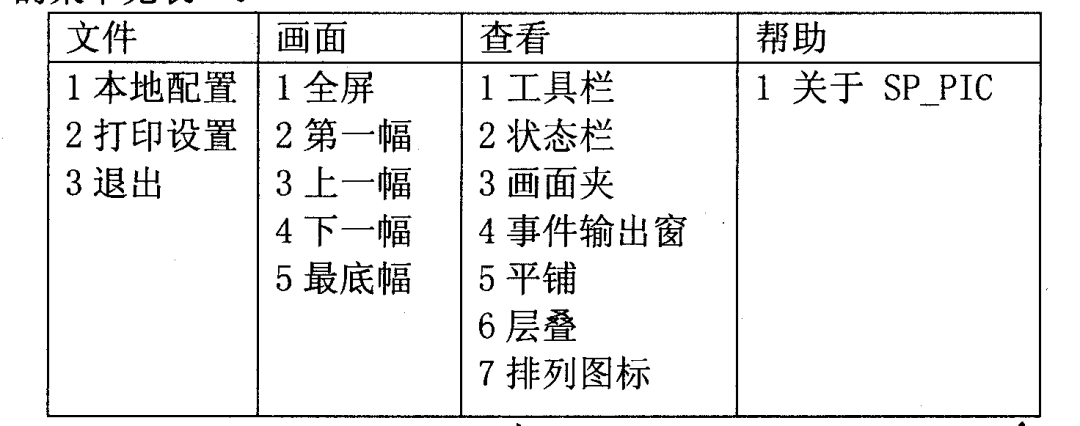 文件 画面 查看 帮助
1 本地配置 1 全屏 1 工具栏 1 关于 SP_PIC
2 打印设置 2 第一幅 2 状态栏
3 退出 3 上一幅 3 画面夹
4 下一幅 4 事件输出窗
5 最底幅 5 平铺
6 层叠
7 排列图标